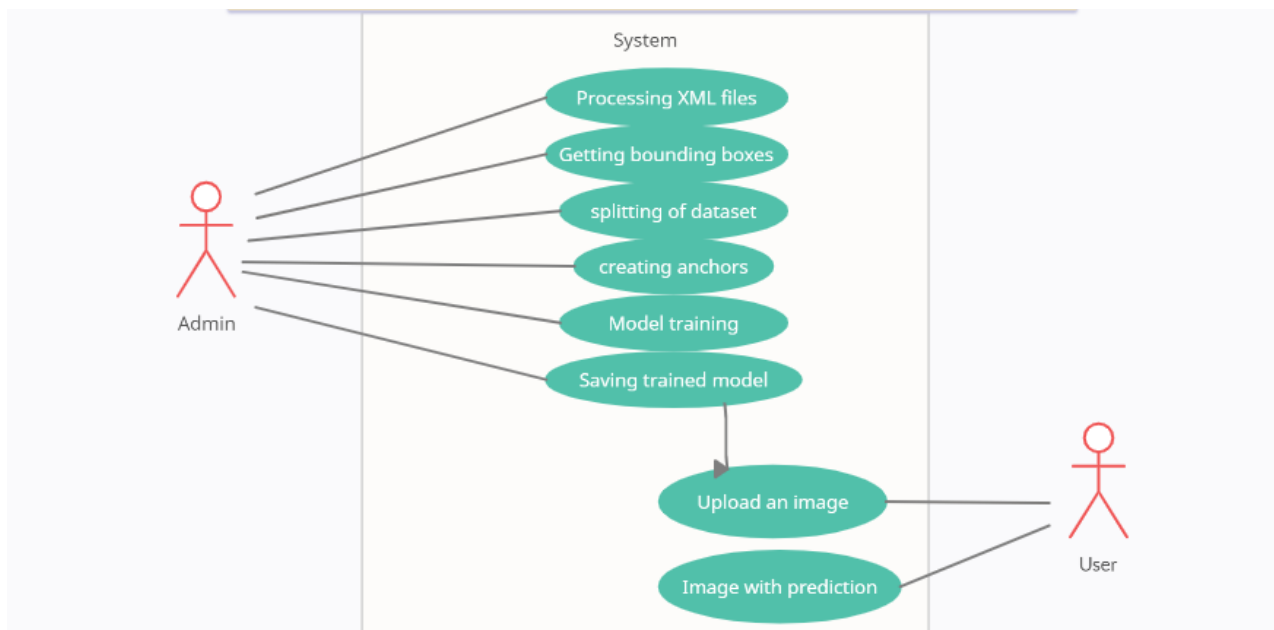 System
Processing XML files
Getting bounding boxes
splitting of dataset
creating anchors
Model training
Saving trained model
Admin
Upload an image
Image with prediction
User